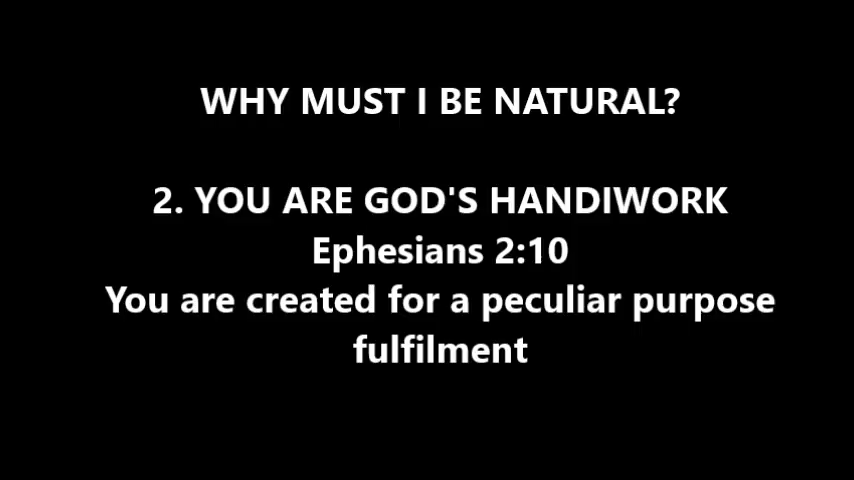 WHY MUST I BE NATURAL?
2. YOU ARE GOD'S HANDIWORK
Ephesians 2:10
You are created for a peculiar purpose
fulfilment